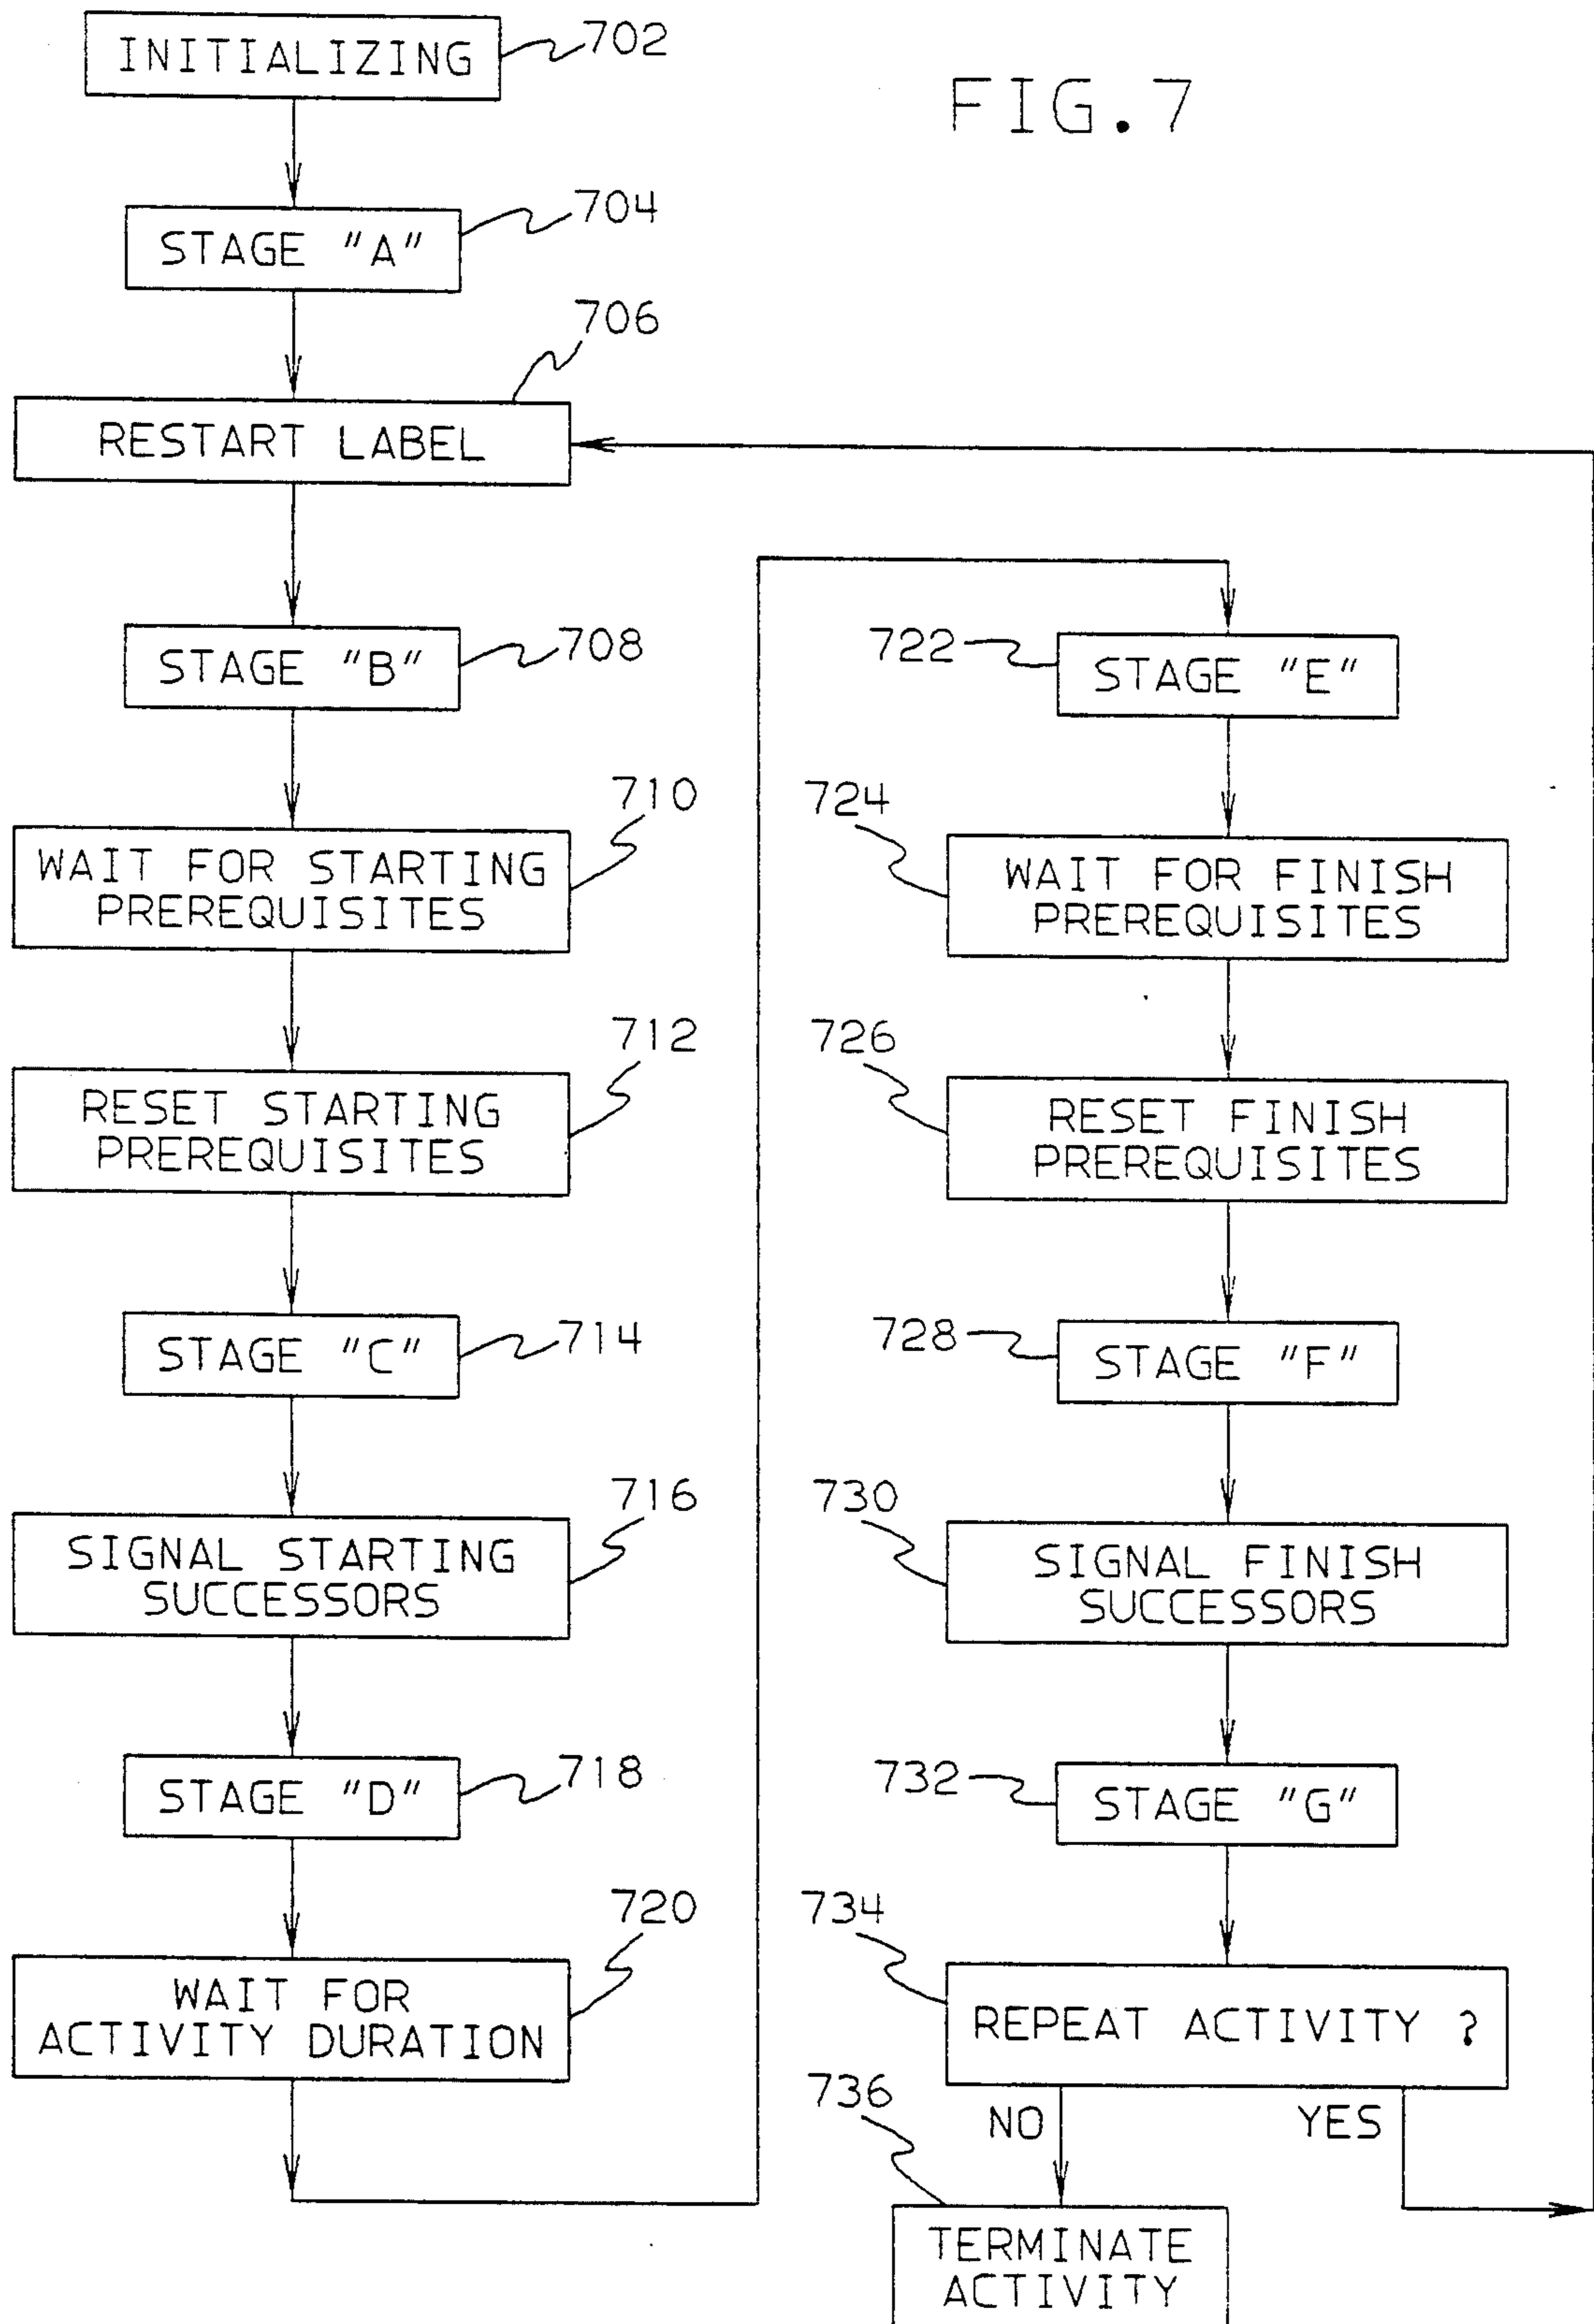 FIG.7
INITIALIZING
702
STAGE "A"
704
706
RESTART LABEL
STAGE "B"
708
710
WAIT FOR STARTING
PREREQUISITES
712
RESET STARTING
PREREQUISITES
STAGE "C"
714
716
SIGNAL STARTING
SUCCESSORS
STAGE "D"
718
720
WAIT FOR
ACTIVITY DURATION
722
STAGE "E"
724
WAIT FOR FINISH
PREREQUISITES
726
RESET FINISH
PREREQUISITES
728
STAGE "F"
730
SIGNAL FINISH
SUCCESSORS
732
STAGE "G"
734
REPEAT ACTIVITY ?
736
NO
YES
TERMINATE
ACTIVITY